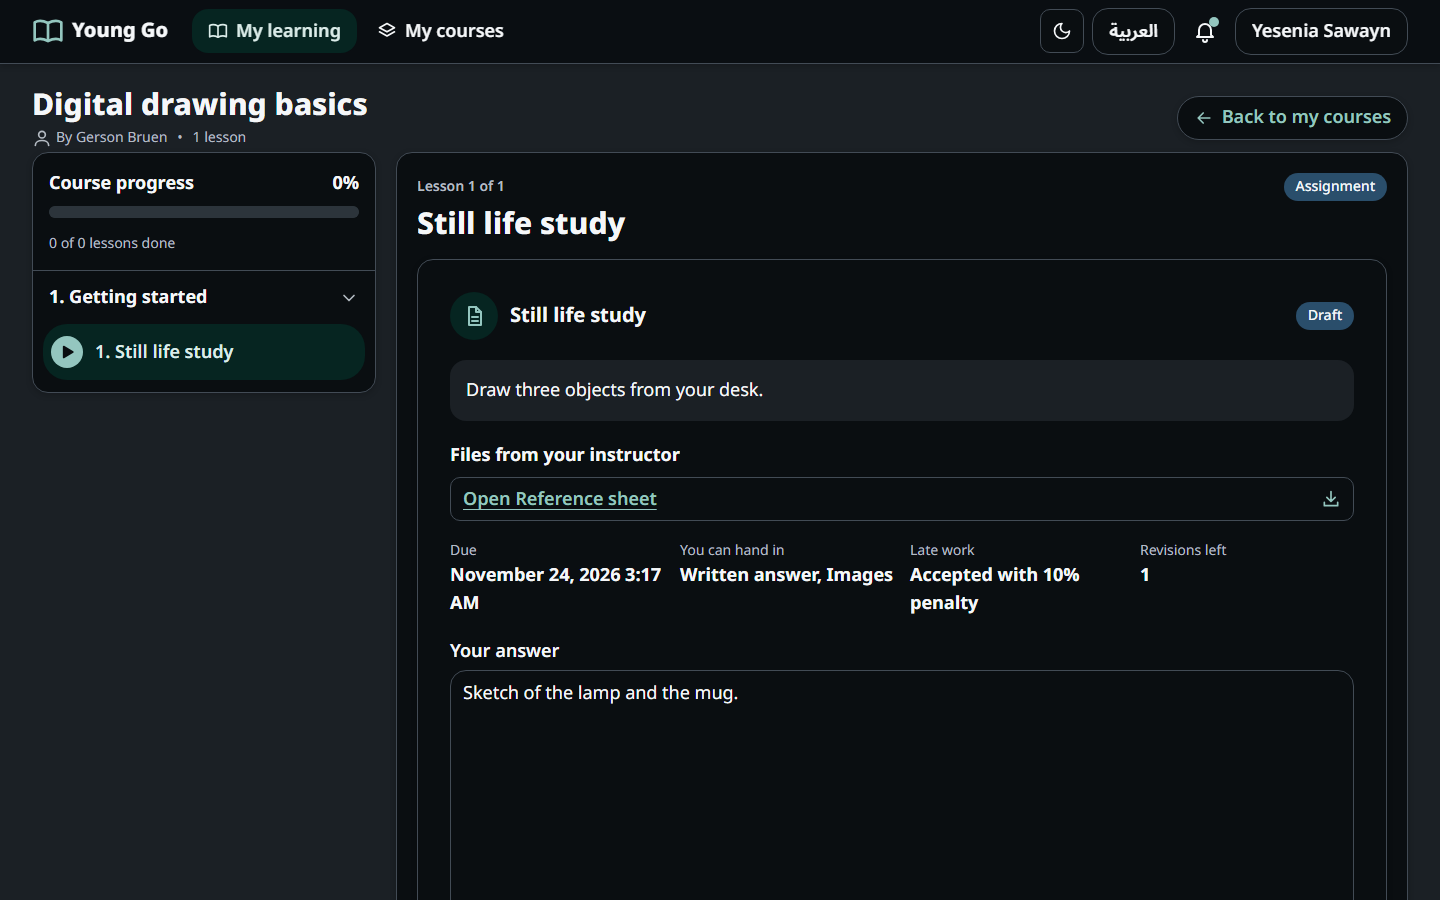 Young Go
My learning
My courses
العربية
Yesenia Sawayn
Digital drawing basics
By Gerson Bruen • 1 lesson
Back to my courses
Course progress
0%
0 of 0 lessons done
1. Getting started
1. Still life study
Lesson 1 of 1
Assignment
Still life study
Still life study
Draft
Draw three objects from your desk.
Files from your instructor
Open Reference sheet
Due
November 24, 2026 3:17
AM
You can hand in
Written answer, Images
Late work
Accepted with 10%
penalty
Revisions left
1
Your answer
Sketch of the lamp and the mug.